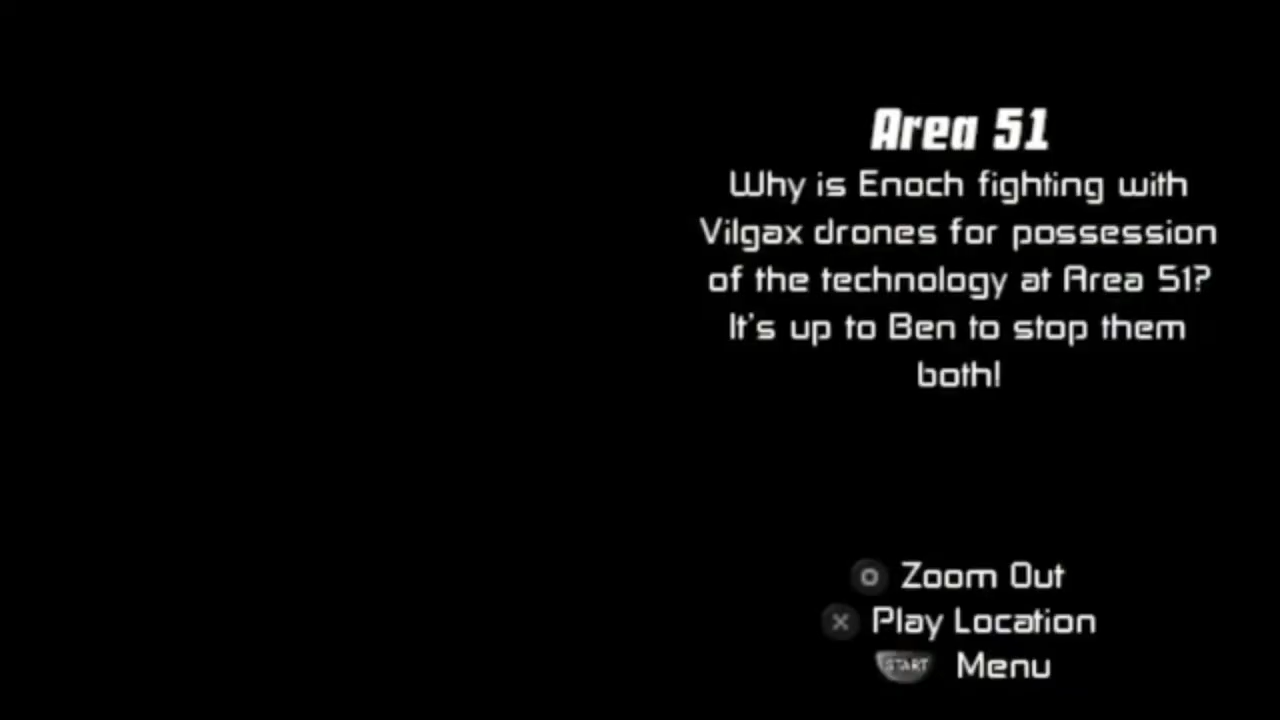 Area 51
Why is Enoch fighting with
Vilgax drones for possession
of the technology at Area 51?
It's up to Ben to stop them
both!
O Zoom Out
X Play Location
START Menu